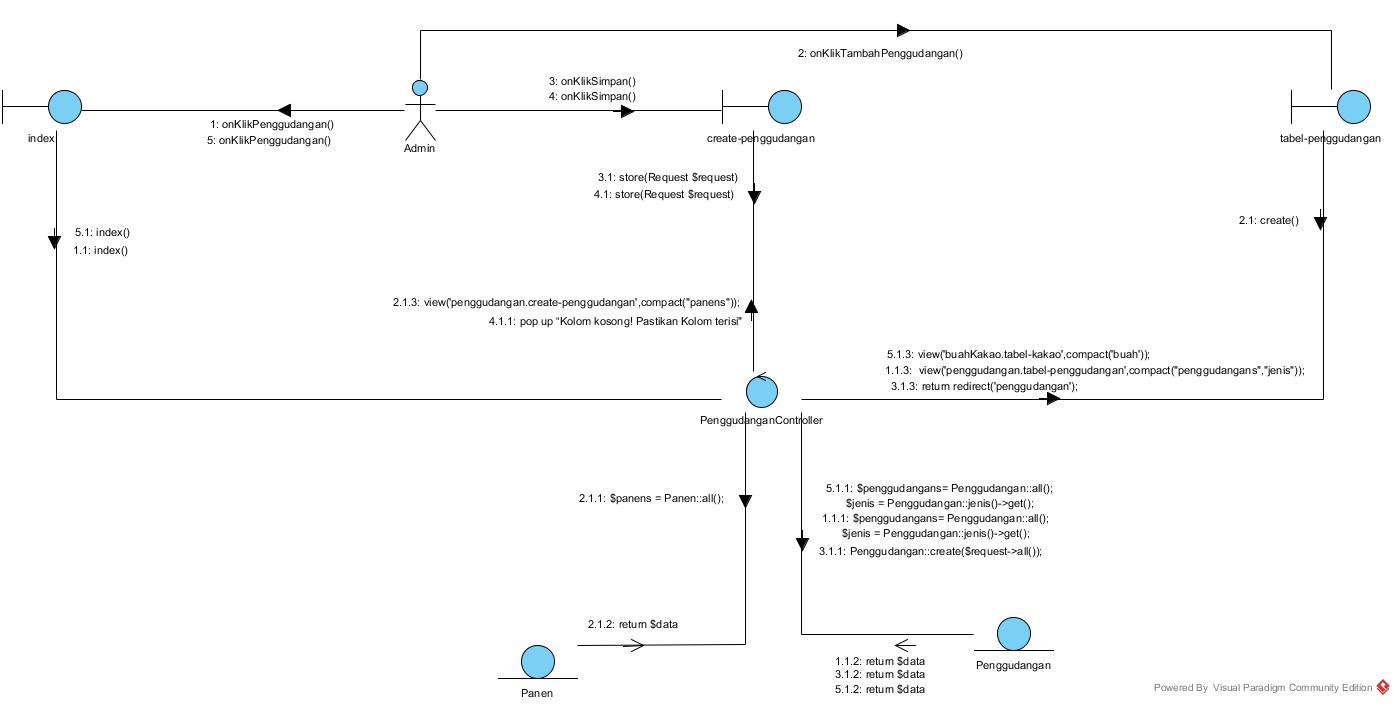 2: onKlikTambahPenggudangan()
3: onKlikSimpan()
4: onKlikSimpan()
1: onKlikPenggudangan()
5: onKlikPenggudangan()
index
Admin
create-penggudangan
tabel-penggudangan
3.1: store(Request $request)
4.1: store(Request $request)
2.1: create()
5.1: index()
1.1: index()
2.1.3: view('penggudangan.create-penggudangan',compact("panens"));
4.1.1: pop up “Kolom kosong! Pastikan Kolom terisi"
5.1.3: view('buahKakao.tabel-kakao',compact('buah'));
1.1.3: view('penggudangan.tabel-penggudangan',compact("penggudangans","jenis"));
3.1.3: return redirect('penggudangan');
PenggudanganController
2.1.1: $panens = Panen::all();
5.1.1: $penggudangans= Penggudangan::all();
$jenis = Penggudangan::jenis()->get();
1.1.1: $penggudangans= Penggudangan::all();
$jenis = Penggudangan::jenis()->get();
3.1.1: Penggudangan::create($request->all());
2.1.2: return $data
1.1.2: return $data
3.1.2: return $data
5.1.2: return $data
Penggudangan
Panen
Powered By Visual Paradigm Community Edition